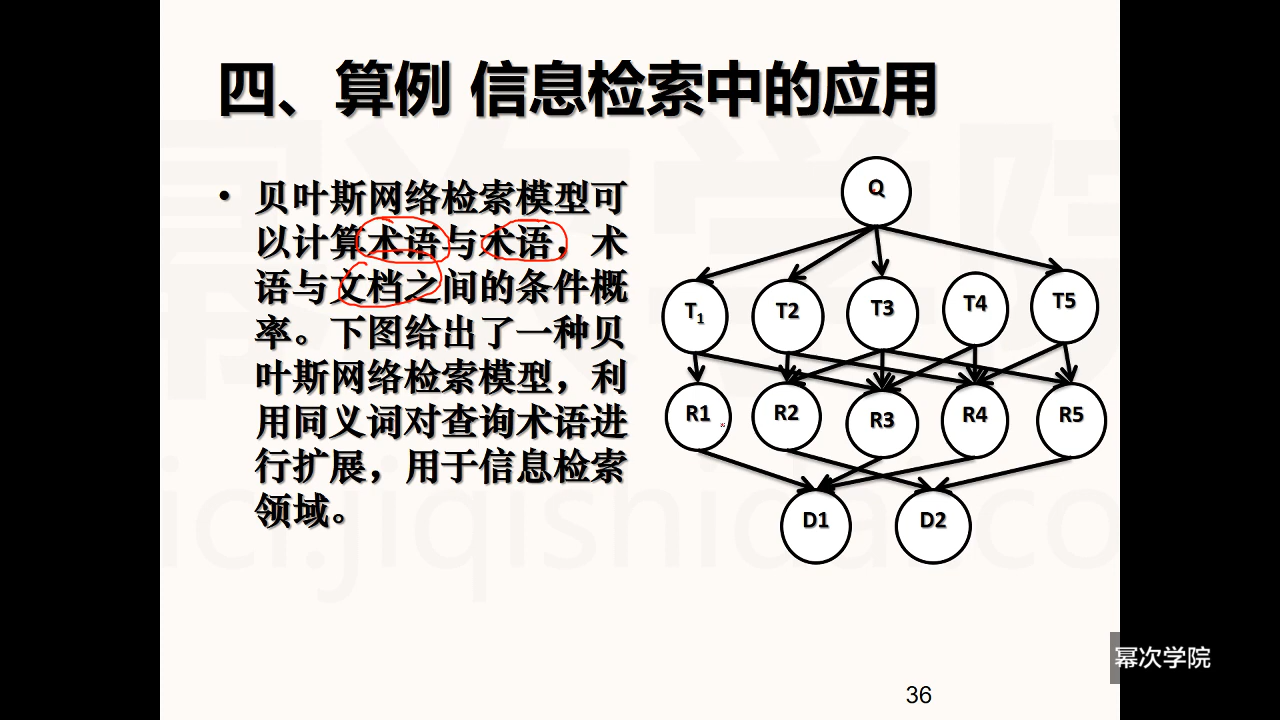 四、算例 信息检索中的应用
• 贝叶斯网络检索模型可
以计算术语与术语，术
语与文档之间的条件概
率。下图给出了一种贝
叶斯网络检索模型，利
用同义词对查询术语进
行扩展，用于信息检索
领域。
Q
T1 T2 T3 T4 T5
R1 R2 R3 R4 R5
D1 D2
幂次学院
36